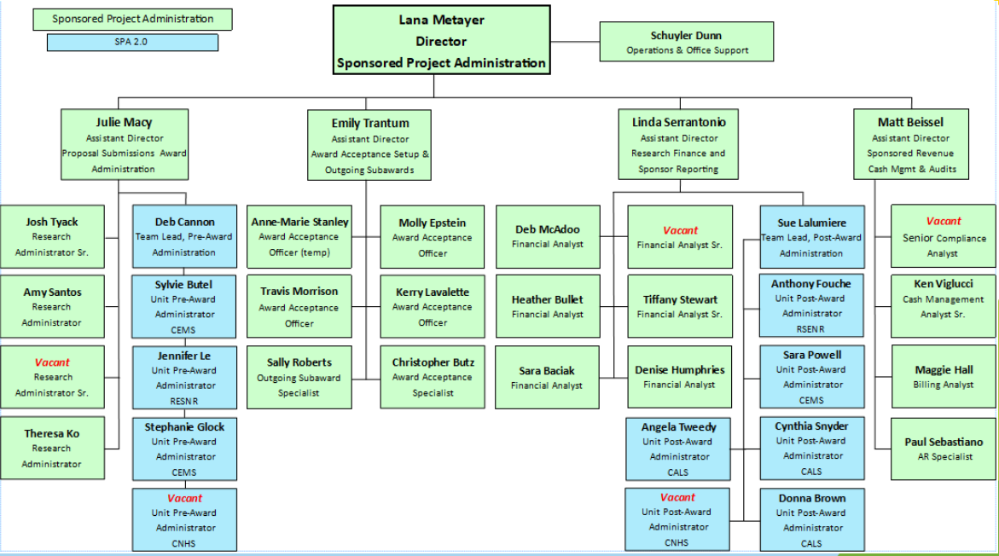 Sponsored Project Administration
SPA 2.0
Lana Metayer
Director
Sponsored Project Administration
Schuyler Dunn
Operations & Office Support
Julie Macy
Assistant Director
Proposal Submissions Award
Administration
Emily Trantum
Assistant Director
Award Acceptance Setup &
Outgoing Subawards
Linda Serrantonio
Assistant Director
Research Finance and
Sponsor Reporting
Matt Beissel
Assistant Director
Sponsored Revenue
Cash Mgmt & Audits
Josh Tyack
Research
Administrator Sr.
Amy Santos
Research
Administrator
Vacant
Research
Administrator Sr.
Theresa Ko
Research
Administrator
Deb Cannon
Team Lead, Pre-Award
Administration
Sylvie Butel
Unit Pre-Award
Administrator
CEMS
Jennifer Le
Unit Pre-Award
Administrator
RESNR
Stephanie Glock
Unit Pre-Award
Administrator
CEMS
Vacant
Unit Pre-Award
Administrator
CNHS
Anne-Marie Stanley
Award Acceptance
Officer (temp)
Travis Morrison
Award Acceptance
Officer
Sally Roberts
Outgoing Subaward
Specialist
Molly Epstein
Award Acceptance
Officer
Kerry Lavalette
Award Acceptance
Officer
Christopher Butz
Award Acceptance
Specialist
Deb McAdoo
Financial Analyst
Heather Bullet
Financial Analyst
Sara Baciak
Financial Analyst
Vacant
Financial Analyst Sr.
Tiffany Stewart
Financial Analyst Sr.
Denise Humphries
Financial Analyst
Angela Tweedy
Unit Post-Award
Administrator
CALS
Vacant
Unit Post-Award
Administrator
CNHS
Sue Lalumiere
Team Lead, Post-Award
Administration
Anthony Fouche
Unit Post-Award
Administrator
RSENR
Sara Powell
Unit Post-Award
Administrator
CEMS
Cynthia Snyder
Unit Post-Award
Administrator
CALS
Donna Brown
Unit Post-Award
Administrator
CALS
Vacant
Senior Compliance
Analyst
Ken Viglucci
Cash Management
Analyst Sr.
Maggie Hall
Billing Analyst
Paul Sebastiano
AR Specialist